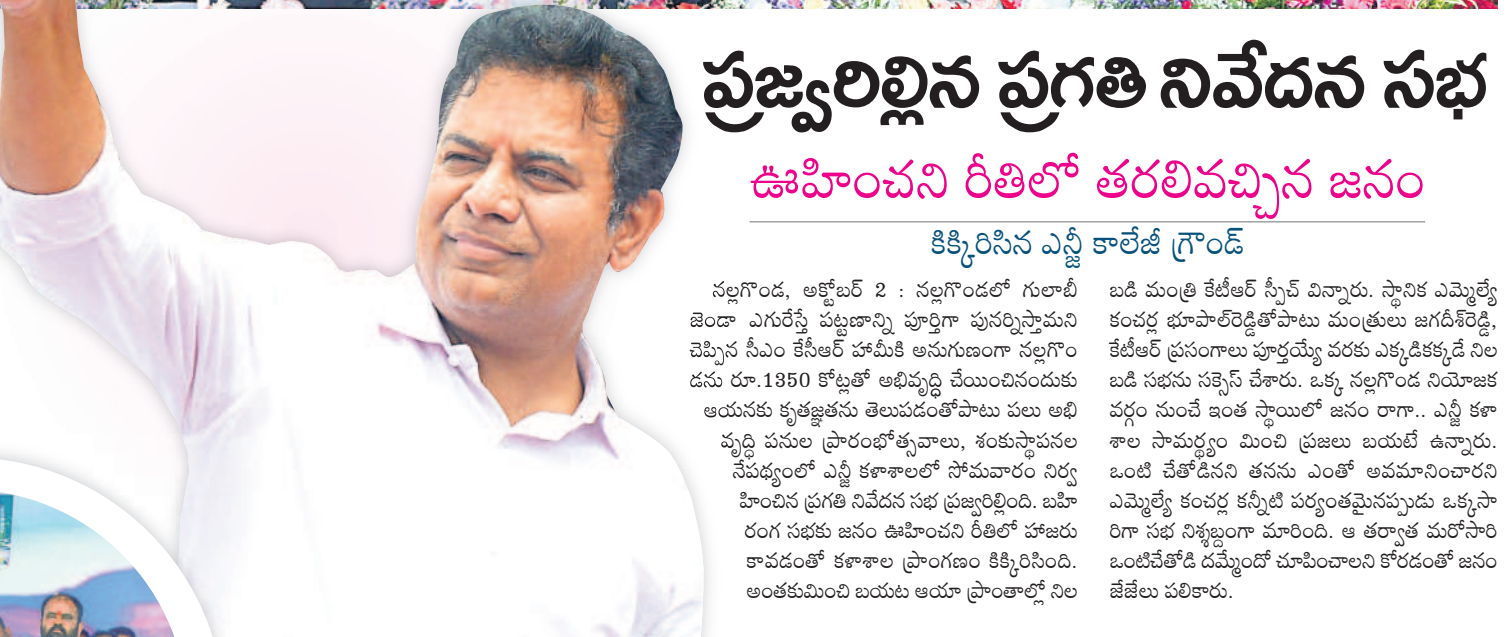 ప్రజ్వరిల్లిన ప్రగతి నివేదన సభ
ఊహించని రీతిలో తరలివచ్చిన జనం
కిక్కిరిసిన ఎన్జీ కాలేజీ గ్రౌండ్
నల్లగొండ, అక్టోబర్ 2 : నల్లగొండలో గులాబీ
జెండా ఎగురేస్తే పట్టణాన్ని పూర్తిగా పునర్నిస్తామని
చెప్పిన సీఎం కేసీఆర్ హామీకి అనుగుణంగా నల్లగొం
డను రూ.1350 కోట్లతో అభివృద్ధి చేయించినందుకు
ఆయనకు కృతజ్ఞతను తెలుపడంతోపాటు పలు అభి
వృద్ధి పనుల ప్రారంభోత్సవాలు, శంకుస్థాపనల
నేపథ్యంలో ఎన్జీ కళాశాలలో సోమవారం నిర్వ
హించిన ప్రగతి నివేదన సభ ప్రజ్వరిల్లింది. బహి
రంగ సభకు జనం ఊహించని రీతిలో హాజరు
కావడంతో కళాశాల ప్రాంగణం కిక్కిరిసింది.
అంతకుమించి బయట ఆయా ప్రాంతాల్లో నిల
బడి మంత్రి కేటీఆర్ స్పీచ్ విన్నారు. స్థానిక ఎమ్మెల్యే
కంచర్ల భూపాల్‌రెడ్డితోపాటు మంత్రులు జగదీశ్‌రెడ్డి,
కేటీఆర్ ప్రసంగాలు పూర్తయ్యే వరకు ఎక్కడికక్కడే నిల
బడి సభను సక్సెస్ చేశారు. ఒక్క నల్లగొండ నియోజక
వర్గం నుంచే ఇంత స్థాయిలో జనం రాగా.. ఎన్జీ కళా
శాల సామర్థ్యం మించి ప్రజలు బయటే ఉన్నారు.
ఒంటి చేతోడినని తనను ఎంతో అవమానించారని
ఎమ్మెల్యే కంచర్ల కన్నీటి పర్యంతమైనప్పుడు ఒక్కసా
రిగా సభ నిశ్శబ్దంగా మారింది. ఆ తర్వాత మరోసారి
ఒంటిచేతోడి దమ్మేందో చూపించాలని కోరడంతో జనం
జేజేలు పలికారు.